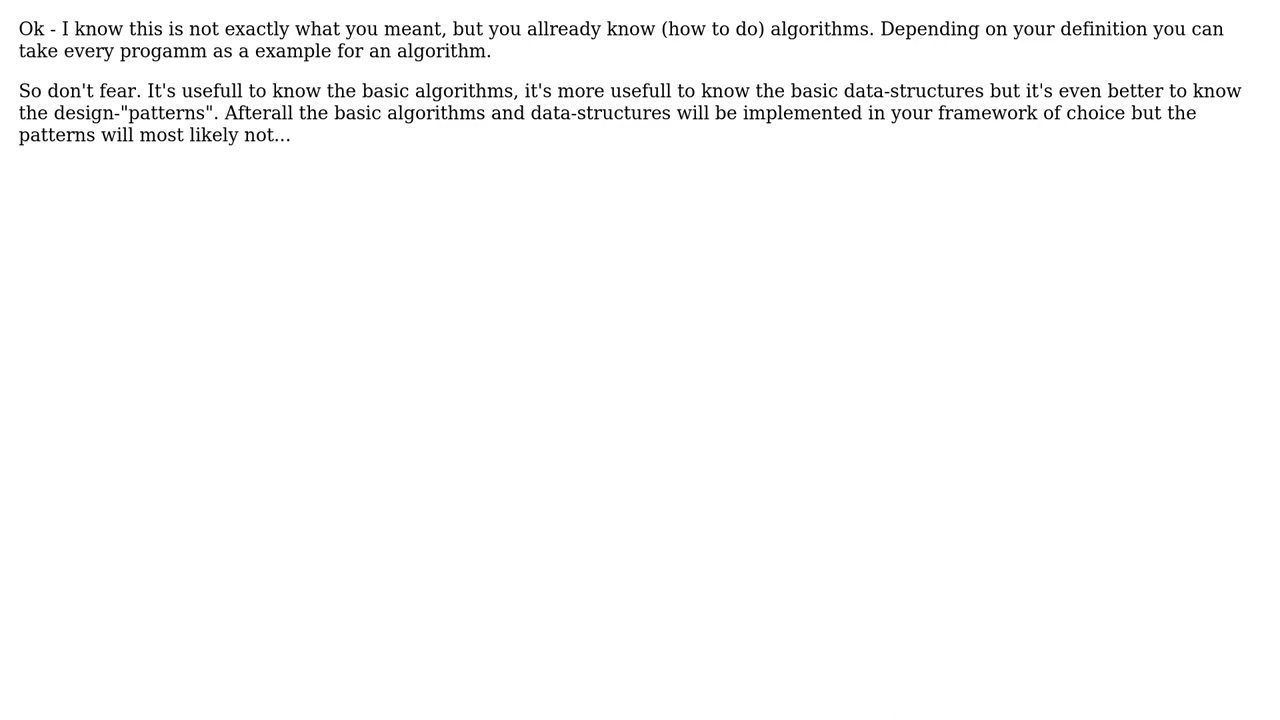 Ok - I know this is not exactly what you meant, but you allready know (how to do) algorithms. Depending on your definition you can
take every progamm as a example for an algorithm.
So don't fear. It's usefull to know the basic algorithms, it's more usefull to know the basic data-structures but it's even better to know
the design-"patterns". Afterall the basic algorithms and data-structures will be implemented in your framework of choice but the
patterns will most likely not...